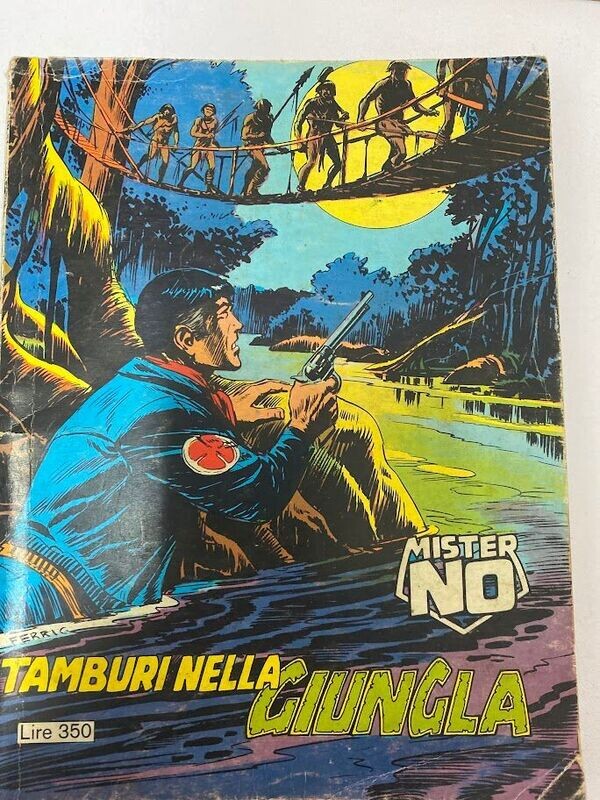 MISTER
NO
FERRI
TAMBURI NELLA
GIUNGLA
Lire 350